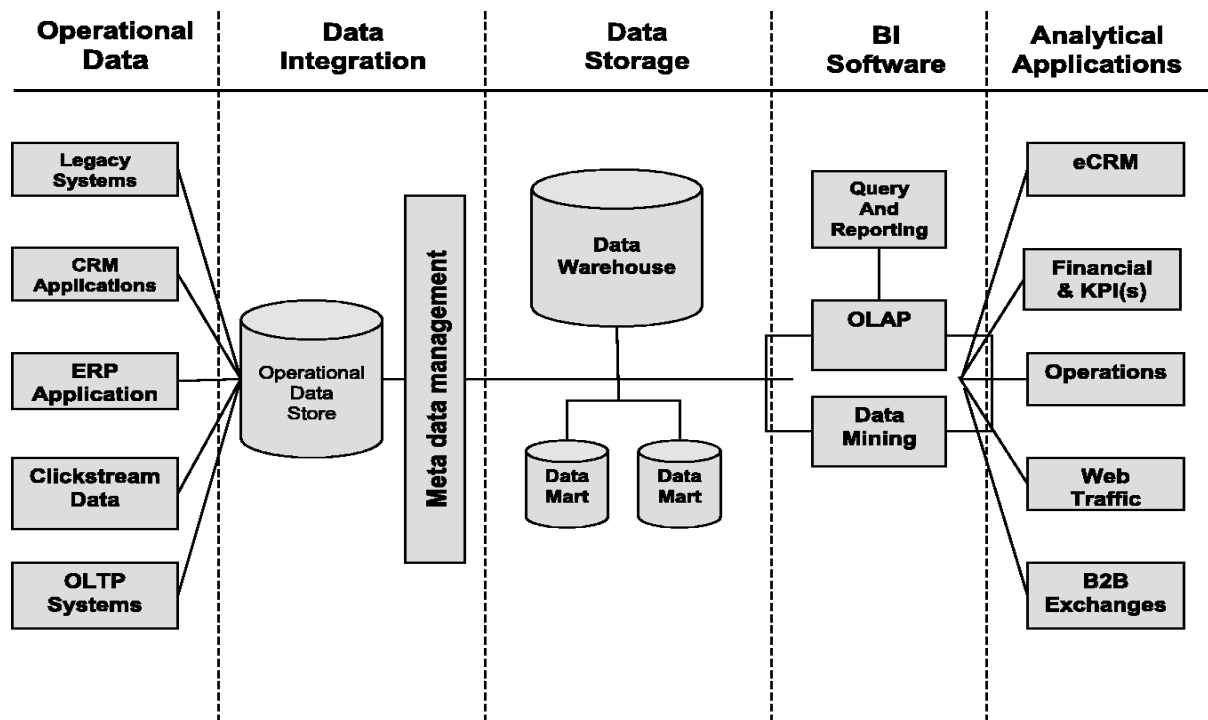 Operational
Data
Data
Integration
Data
Storage
BI
Software
Analytical
Applications
Legacy
Systems
CRM
Applications
ERP
Application
Clickstream
Data
OLTP
Systems
Operational
Data
Store
Meta data management
Data
Warehouse
Data
Mart
Data
Mart
Query
And
Reporting
OLAP
Data
Mining
eCRM
Financial
& KPI(s)
Operations
Web
Traffic
B2B
Exchanges